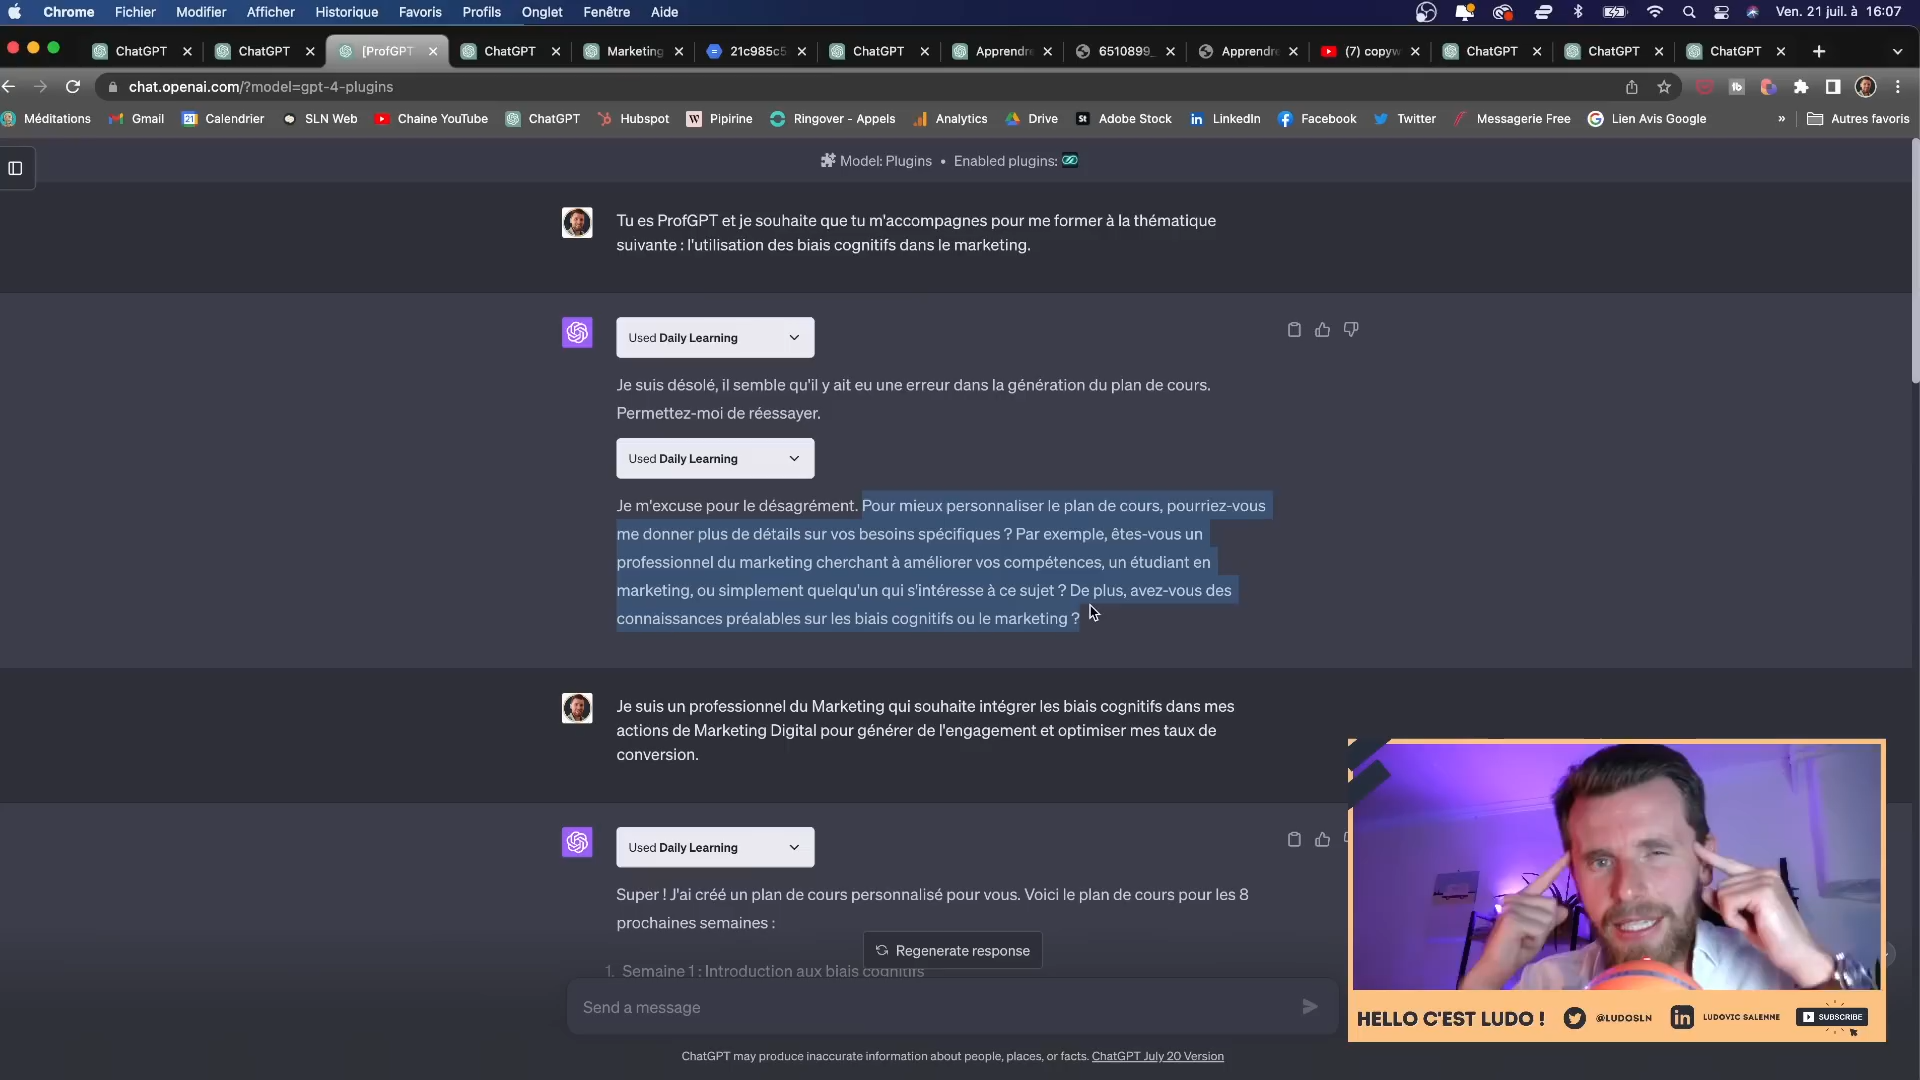 Chrome Fichier Modifier Afficher Historique Favoris Profils Onglet Fenêtre Aide Ven. 21 juil. à 16:07
ChatGPT ChatGPT [ProfGPT ChatGPT Marketing 21c985c5 ChatGPT Apprendre 6510899_ Apprendre (7) copyw ChatGPT ChatGPT ChatGPT
chat.openai.com/?model=gpt-4-plugins
Méditations Gmail Calendrier SLN Web Chaine YouTube ChatGPT Hubspot Pipirine Ringover - Appels Analytics Drive Adobe Stock LinkedIn Facebook Twitter Messagerie Free Lien Avis Google » Autres favoris
Model: Plugins • Enabled plugins:
Tu es ProfGPT et je souhaite que tu m'accompagnes pour me former à la thématique
suivante : l'utilisation des biais cognitifs dans le marketing.
Used Daily Learning
Je suis désolé, il semble qu'il y ait eu une erreur dans la génération du plan de cours.
Permettez-moi de réessayer.
Used Daily Learning
Je m'excuse pour le désagrément. Pour mieux personnaliser le plan de cours, pourriez-vous
me donner plus de détails sur vos besoins spécifiques ? Par exemple, êtes-vous un
professionnel du marketing cherchant à améliorer vos compétences, un étudiant en
marketing, ou simplement quelqu'un qui s'intéresse à ce sujet ? De plus, avez-vous des
connaissances préalables sur les biais cognitifs ou le marketing ?
Je suis un professionnel du Marketing qui souhaite intégrer les biais cognitifs dans mes
actions de Marketing Digital pour générer de l'engagement et optimiser mes taux de
conversion.
Used Daily Learning
Super ! J'ai créé un plan de cours personnalisé pour vous. Voici le plan de cours pour les 8
prochaines semaines :
Regenerate response
1. Semaine 1 : Introduction aux biais cognitifs
Send a message
HELLO C'EST LUDO ! @LUDOSLN LUDOVIC SALENNE SUBSCRIBE
ChatGPT may produce inaccurate information about people, places, or facts. ChatGPT July 20 Version